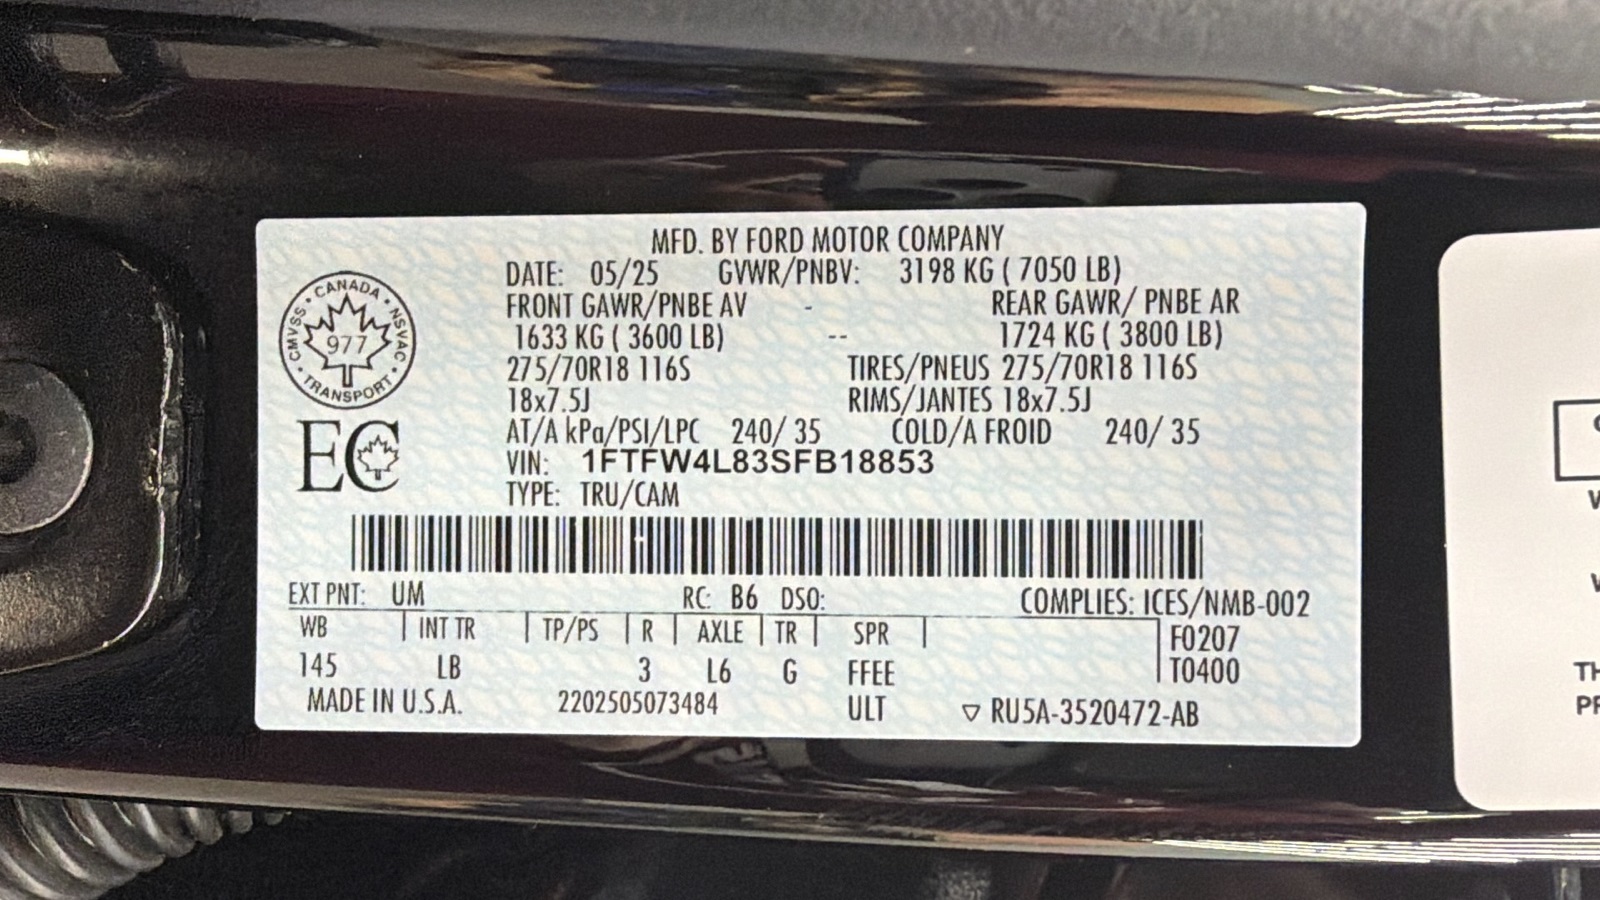 MFD. BY FORD MOTOR COMPANY
DATE: 05/25 GVWR/PNBV: 3198 KG ( 7050 LB)
FRONT GAWR/PNBE AV - REAR GAWR/ PNBE AR
1633 KG ( 3600 LB) -- 1724 KG ( 3800 LB)
275/70R18 116S TIRES/PNEUS 275/70R18 116S
18x7.5J RIMS/JANTES 18x7.5J
AT/A kPa/PSI/LPC 240/ 35 COLD/A FROID 240/ 35
VIN: 1FTFW4L83SFB18853
TYPE: TRU/CAM
CANADA
CMVSS • NSVAC
977
TRANSPORT
EC
EXT PNT: UM RC: B6 DSO: COMPLIES: ICES/NMB-002
WB INT TR TP/PS R AXLE TR SPR F0207
145 LB 3 L6 G FFEE T0400
MADE IN U.S.A. 2202505073484 ULT ▽ RU5A-3520472-AB